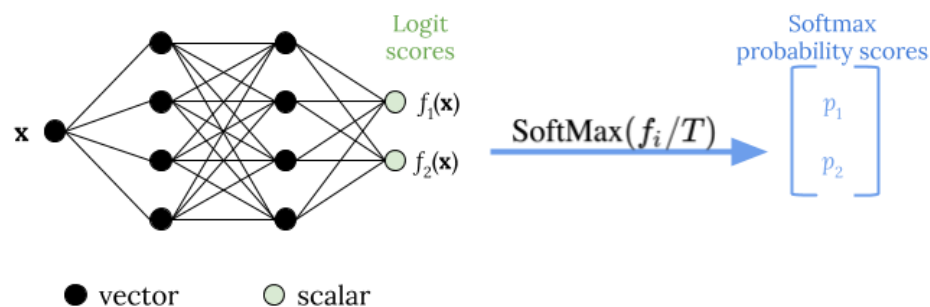 Logit
scores
Softmax
probability scores
x
f₁(x)
f₂(x)
SoftMax(fᵢ/T)
p₁
p₂
vector
scalar